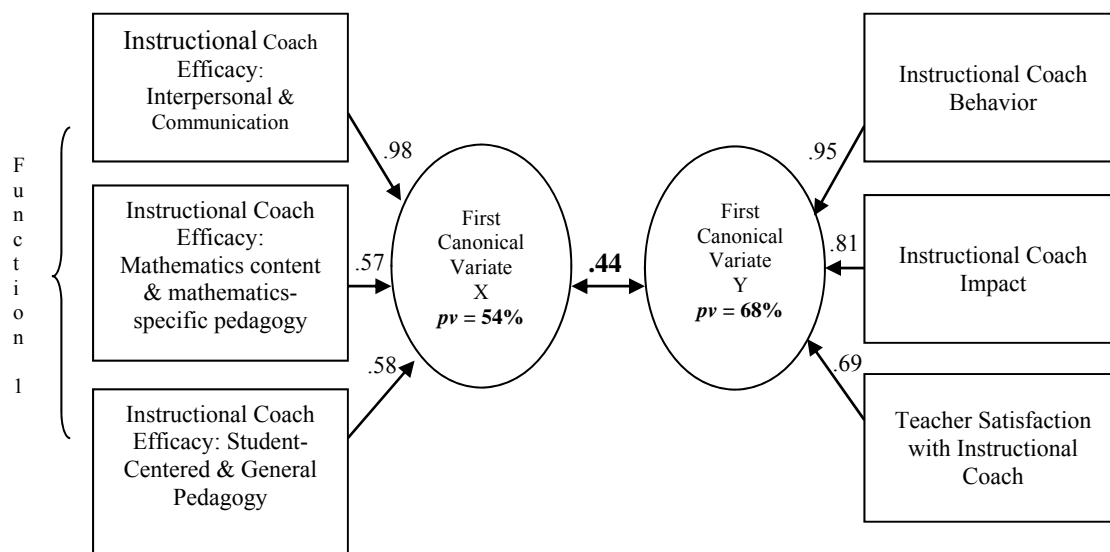 Function 1
Instructional Coach
Efficacy:
Interpersonal &
Communication
.98
Instructional Coach
Efficacy:
Mathematics content
& mathematics-
specific pedagogy
.57
Instructional Coach
Efficacy: Student-
Centered & General
Pedagogy
.58
First
Canonical
Variate
X
pv = 54%
.44
First
Canonical
Variate
Y
pv = 68%
.95
Instructional Coach
Behavior
.81
Instructional Coach
Impact
.69
Teacher Satisfaction
with Instructional
Coach